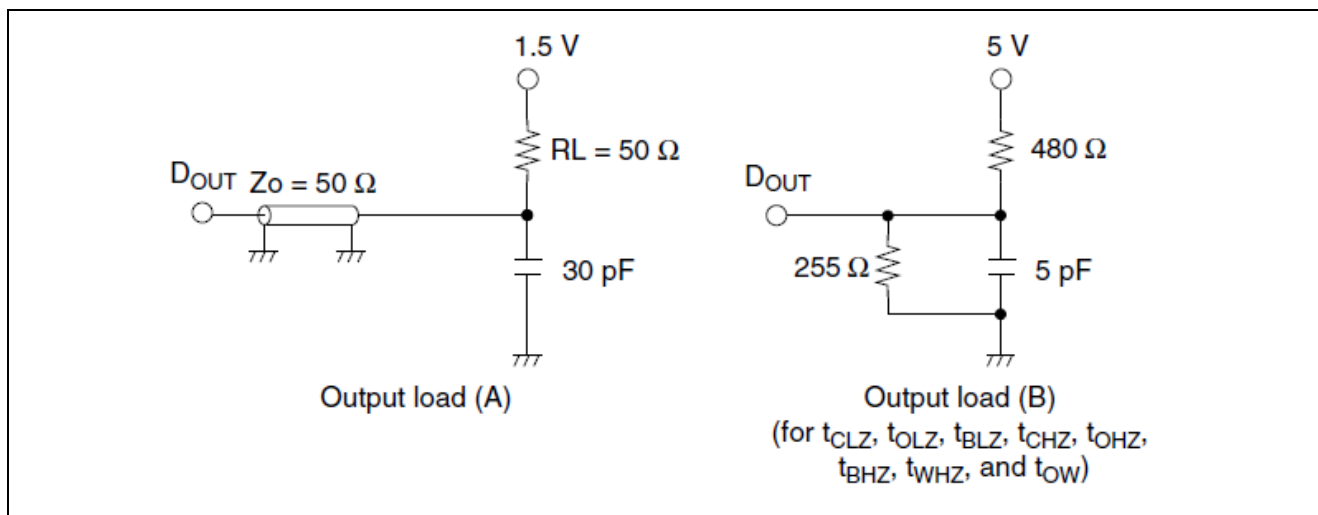 1.5 V
RL = 50 Ω
DOUT Zo = 50 Ω
30 pF
Output load (A)
5 V
480 Ω
DOUT
255 Ω
5 pF
Output load (B)
(for tCLZ, tOLZ, tBLZ, tCHZ, tOHZ,
tBHZ, tWHZ, and tOW)